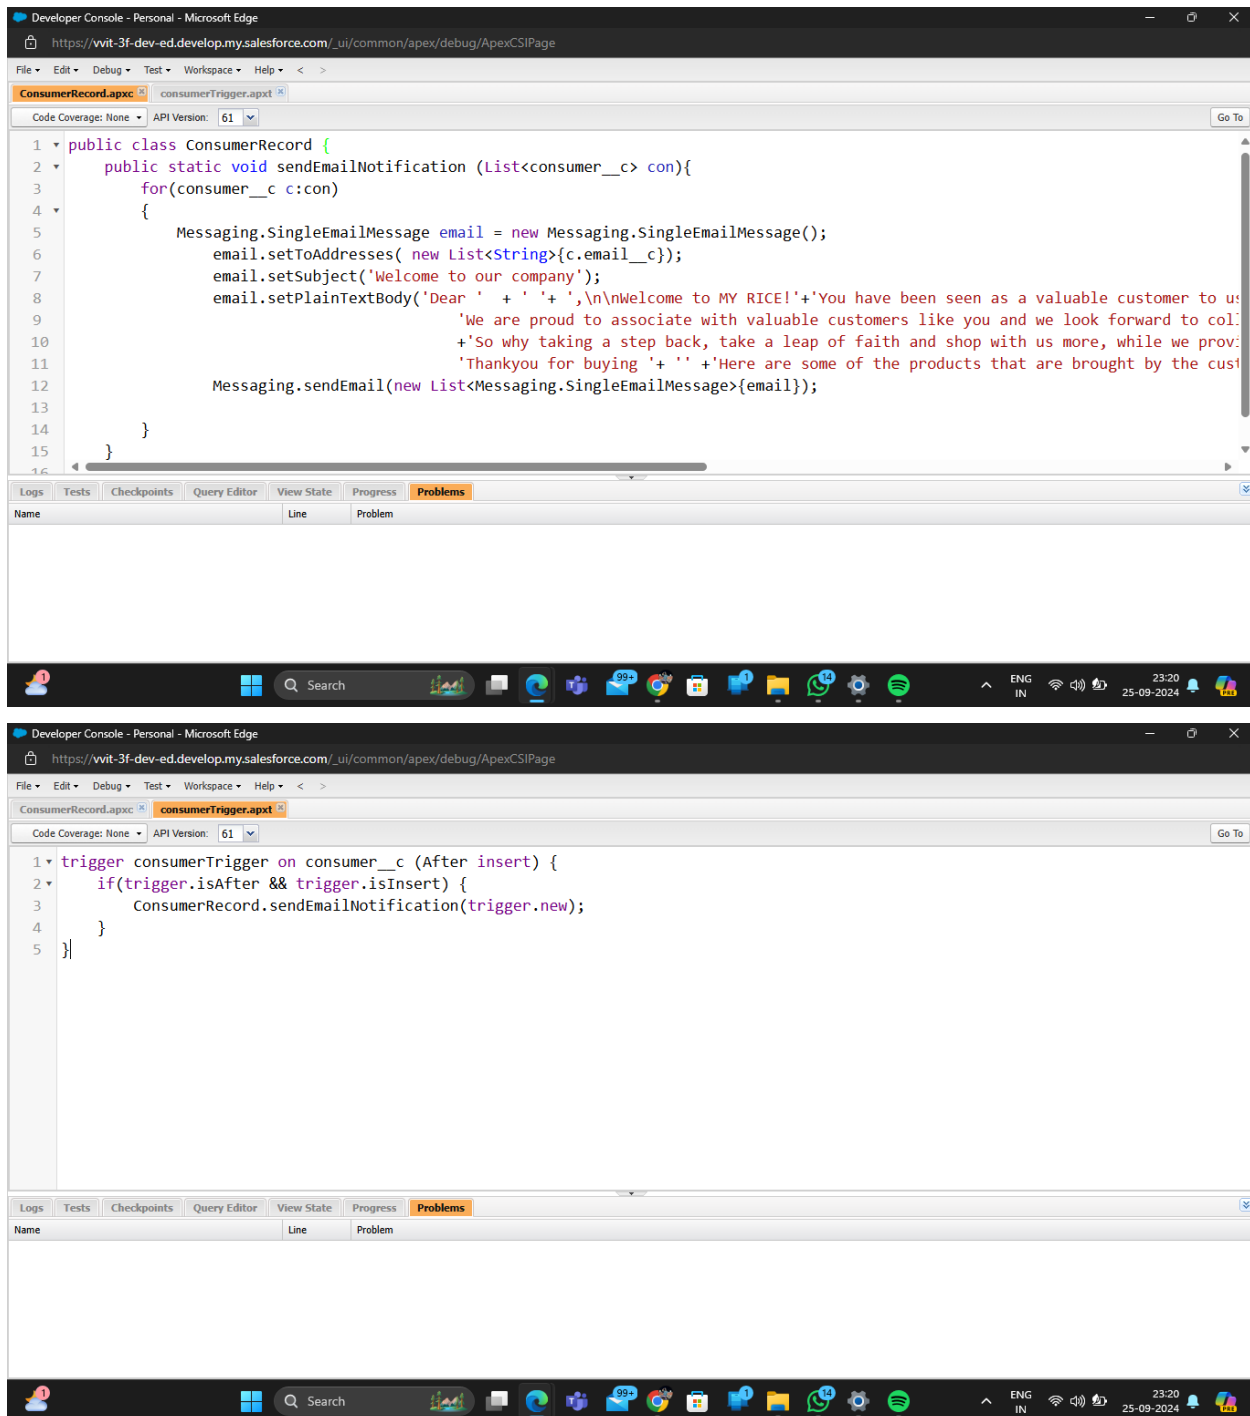 Developer Console - Personal - Microsoft Edge
https://vvit-3f-dev-ed.develop.my.salesforce.com/_ui/common/apex/debug/ApexCSIPage
File Edit Debug Test Workspace Help < >
ConsumerRecord.apxc consumerTrigger.apxt
Code Coverage: None API Version: 61 Go To
1 public class ConsumerRecord {
2 public static void sendEmailNotification (List<consumer__c> con){
3 for(consumer__c c:con)
4 {
5 Messaging.SingleEmailMessage email = new Messaging.SingleEmailMessage();
6 email.setToAddresses( new List<String>{c.email__c});
7 email.setSubject('Welcome to our company');
8 email.setPlainTextBody('Dear ' + ' '+ ',\n\nWelcome to MY RICE!'+'You have been seen as a valuable customer to us
9 'We are proud to associate with valuable customers like you and we look forward to col
10 +'So why taking a step back, take a leap of faith and shop with us more, while we prov
11 'Thankyou for buying '+ '' +'Here are some of the products that are brought by the cust
12 Messaging.sendEmail(new List<Messaging.SingleEmailMessage>{email});
13
14 }
15 }
16
Logs Tests Checkpoints Query Editor View State Progress Problems
Name Line Problem
1 Search 99+ 1 14 ENG IN 23:20 25-09-2024 PRE
Developer Console - Personal - Microsoft Edge
https://vvit-3f-dev-ed.develop.my.salesforce.com/_ui/common/apex/debug/ApexCSIPage
File Edit Debug Test Workspace Help < >
ConsumerRecord.apxc consumerTrigger.apxt
Code Coverage: None API Version: 61 Go To
1 trigger consumerTrigger on consumer__c (After insert) {
2 if(trigger.isAfter && trigger.isInsert) {
3 ConsumerRecord.sendEmailNotification(trigger.new);
4 }
5 }
Logs Tests Checkpoints Query Editor View State Progress Problems
Name Line Problem
1 Search 99+ 1 14 ENG IN 23:20 25-09-2024 PRE